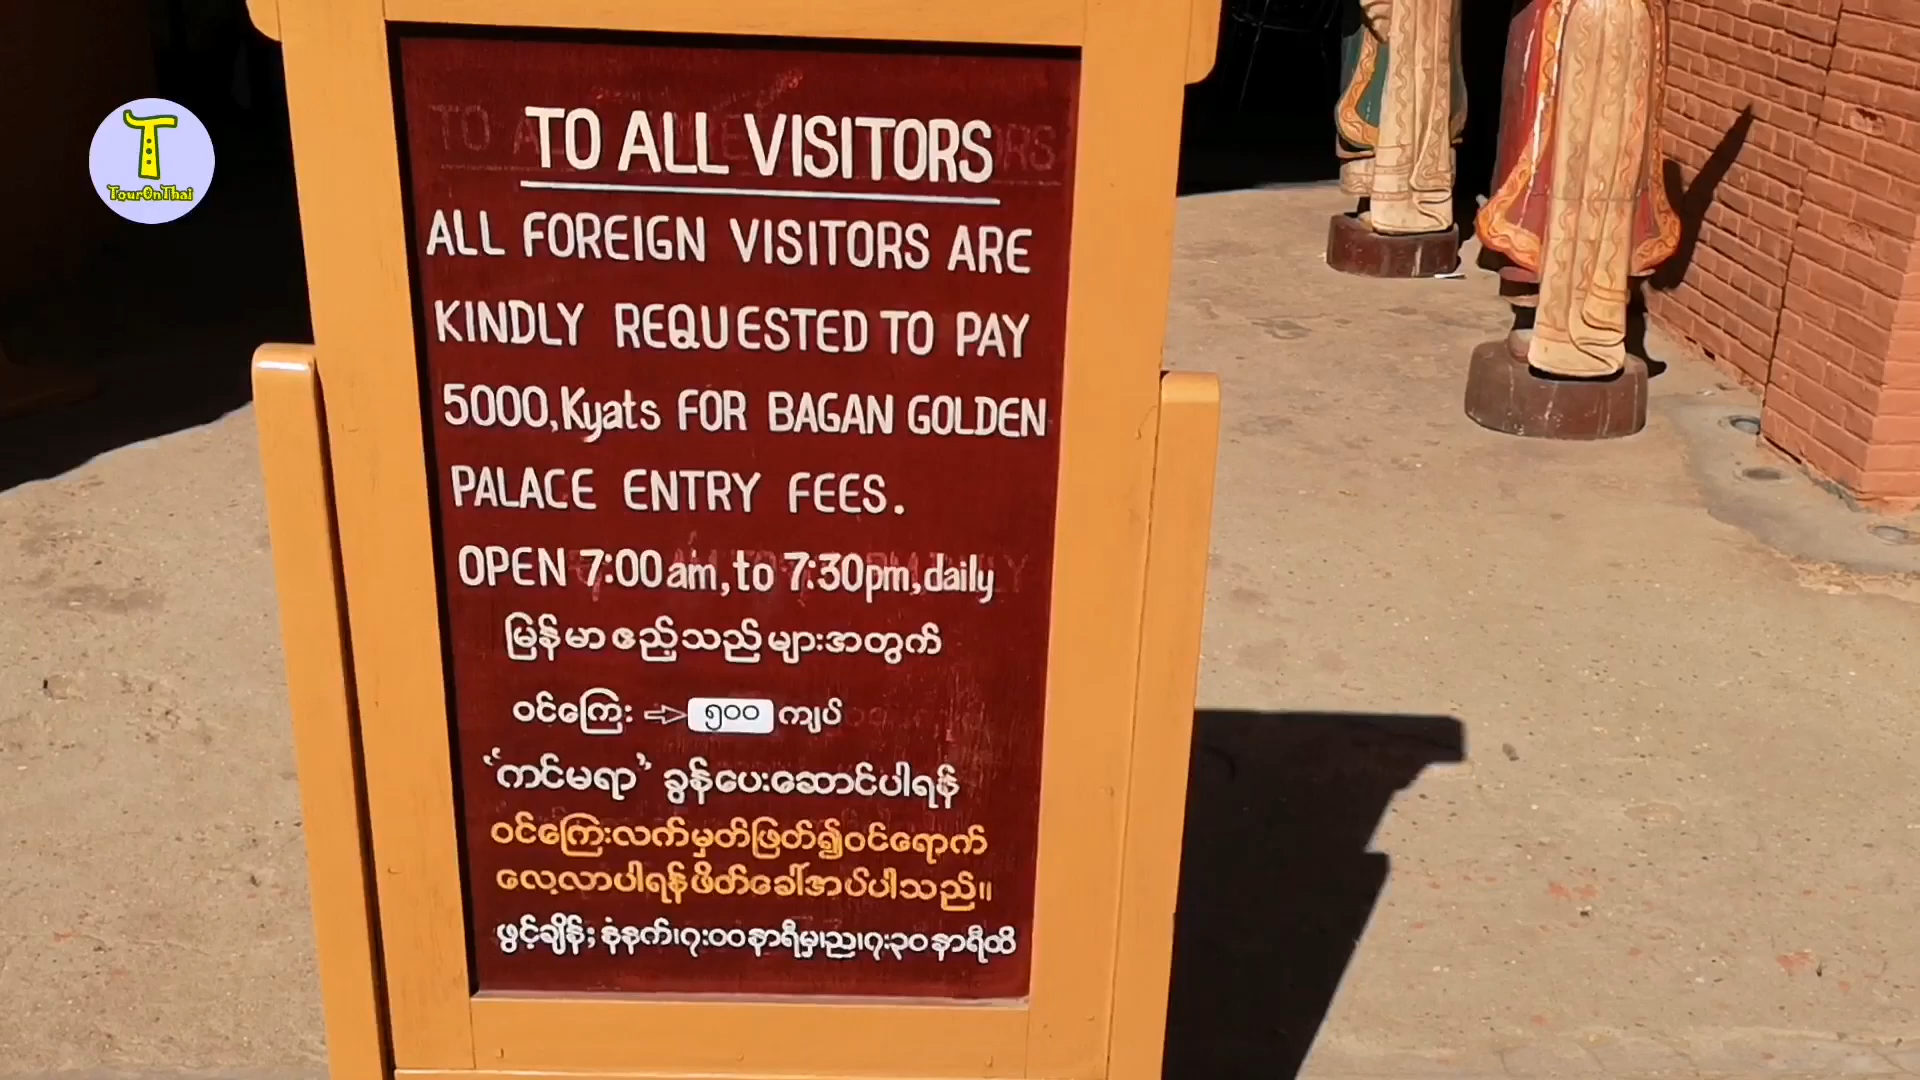 TourOnThai
TO ALL VISITORS
ALL FOREIGN VISITORS ARE
KINDLY REQUESTED TO PAY
5000,Kyats FOR BAGAN GOLDEN
PALACE ENTRY FEES.
OPEN 7:00am,to 7:30pm,daily
မြန်မာဧည့်သည်များအတွက်
ဝင်ကြေး ⇨ ၅၀၀ ကျပ်
“ကင်မရာ” ခွန်ပေးဆောင်ပါရန်
ဝင်ကြေးလက်မှတ်ဖြတ်၍ဝင်ရောက်
လေ့လာပါရန်ဖိတ်ခေါ်အပ်ပါသည်။
ဖွင့်ချိန်; နံနက်၊၇:၀၀နာရီမှ၊ည၊၇:၃၀နာရီထိ